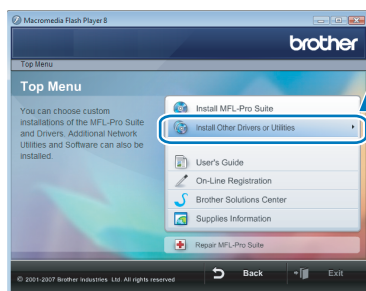 Macromedia Flash Player 8
brother
Top Menu
Top Menu
You can choose custom
installations of the MFL-Pro Suite
and Drivers. Additional Network
Utilities and Software can also be
installed.
Install MFL-Pro Suite
Install Other Drivers or Utilities
User's Guide
On-Line Registration
Brother Solutions Center
Supplies Information
Repair MFL-Pro Suite
© 2001-2007 Brother Industries Ltd. All rights reserved
Back
Exit